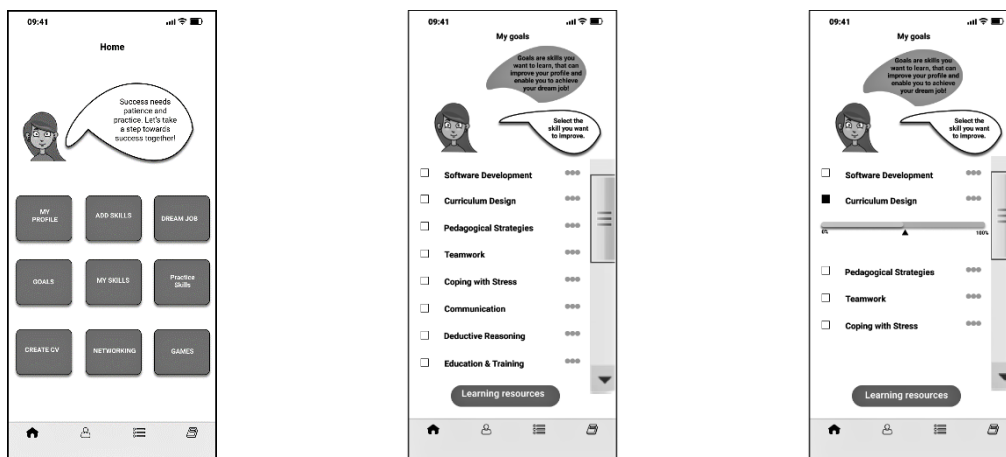 09:41
Home
Success needs
patience and
practice. Let's take
a step towards
success together!
MY
PROFILE
ADD SKILLS
DREAM JOB
GOALS
MY SKILLS
Practice
Skills
CREATE CV
NETWORKING
GAMES
09:41
My goals
Goals are skills you
want to learn, that can
improve your profile and
enable you to achieve
your dream job!
Select the
skill you want
to improve.
Software Development
Curriculum Design
Pedagogical Strategies
Teamwork
Coping with Stress
Communication
Deductive Reasoning
Education & Training
Learning resources
09:41
My goals
Goals are skills you
want to learn, that can
improve your profile and
enable you to achieve
your dream job!
Select the
skill you want
to improve.
Software Development
Curriculum Design
0% 100%
Pedagogical Strategies
Teamwork
Coping with Stress
Learning resources